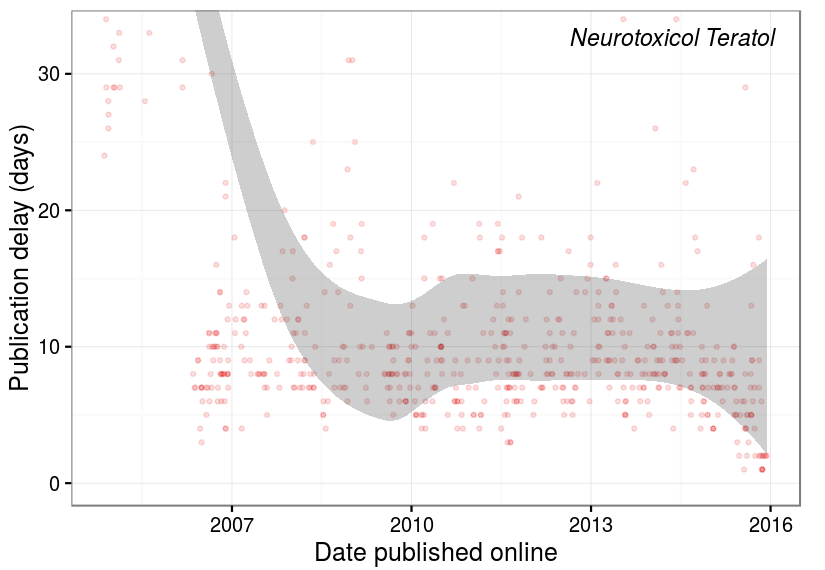 Neurotoxicol Teratol
Publication delay (days)
30
20
10
0
2007
2010
2013
2016
Date published online